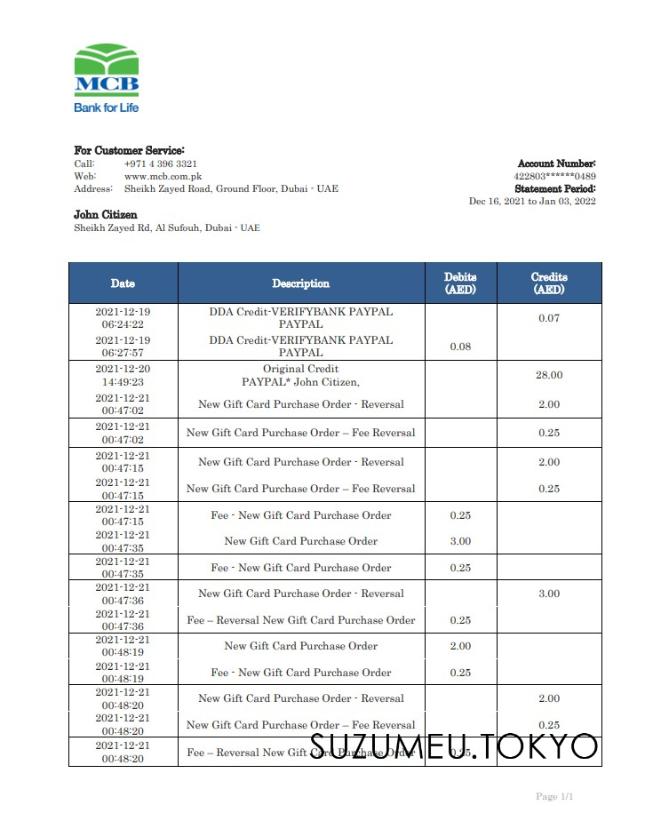 MCB
Bank for Life
For Customer Service:
Call: +971 4 396 3321
Web: www.mcb.com.pk
Address: Sheikh Zayed Road, Ground Floor, Dubai - UAE
Account Number:
422803******0489
Statement Period:
Dec 16, 2021 to Jan 03, 2022
John Citizen
Sheikh Zayed Rd, Al Sufouh, Dubai - UAE
Date Description Debits (AED) Credits (AED)
2021-12-19 06:24:22 DDA Credit-VERIFYBANK PAYPAL PAYPAL 0.07
2021-12-19 06:27:57 DDA Credit-VERIFYBANK PAYPAL PAYPAL 0.08
2021-12-20 14:49:23 Original Credit PAYPAL* John Citizen, 28.00
2021-12-21 00:47:02 New Gift Card Purchase Order - Reversal 2.00
2021-12-21 00:47:02 New Gift Card Purchase Order – Fee Reversal 0.25
2021-12-21 00:47:15 New Gift Card Purchase Order - Reversal 2.00
2021-12-21 00:47:15 New Gift Card Purchase Order – Fee Reversal 0.25
2021-12-21 00:47:15 Fee - New Gift Card Purchase Order 0.25
2021-12-21 00:47:35 New Gift Card Purchase Order 3.00
2021-12-21 00:47:35 Fee - New Gift Card Purchase Order 0.25
2021-12-21 00:47:36 New Gift Card Purchase Order - Reversal 3.00
2021-12-21 00:47:36 Fee – Reversal New Gift Card Purchase Order 0.25
2021-12-21 00:48:19 New Gift Card Purchase Order 2.00
2021-12-21 00:48:19 Fee - New Gift Card Purchase Order 0.25
2021-12-21 00:48:20 New Gift Card Purchase Order - Reversal 2.00
2021-12-21 00:48:20 New Gift Card Purchase Order – Fee Reversal 0.25
2021-12-21 00:48:20 Fee – Reversal New Gift Card Purchase Order 0.25
SUZUMEU.TOKYO
Page 1/1